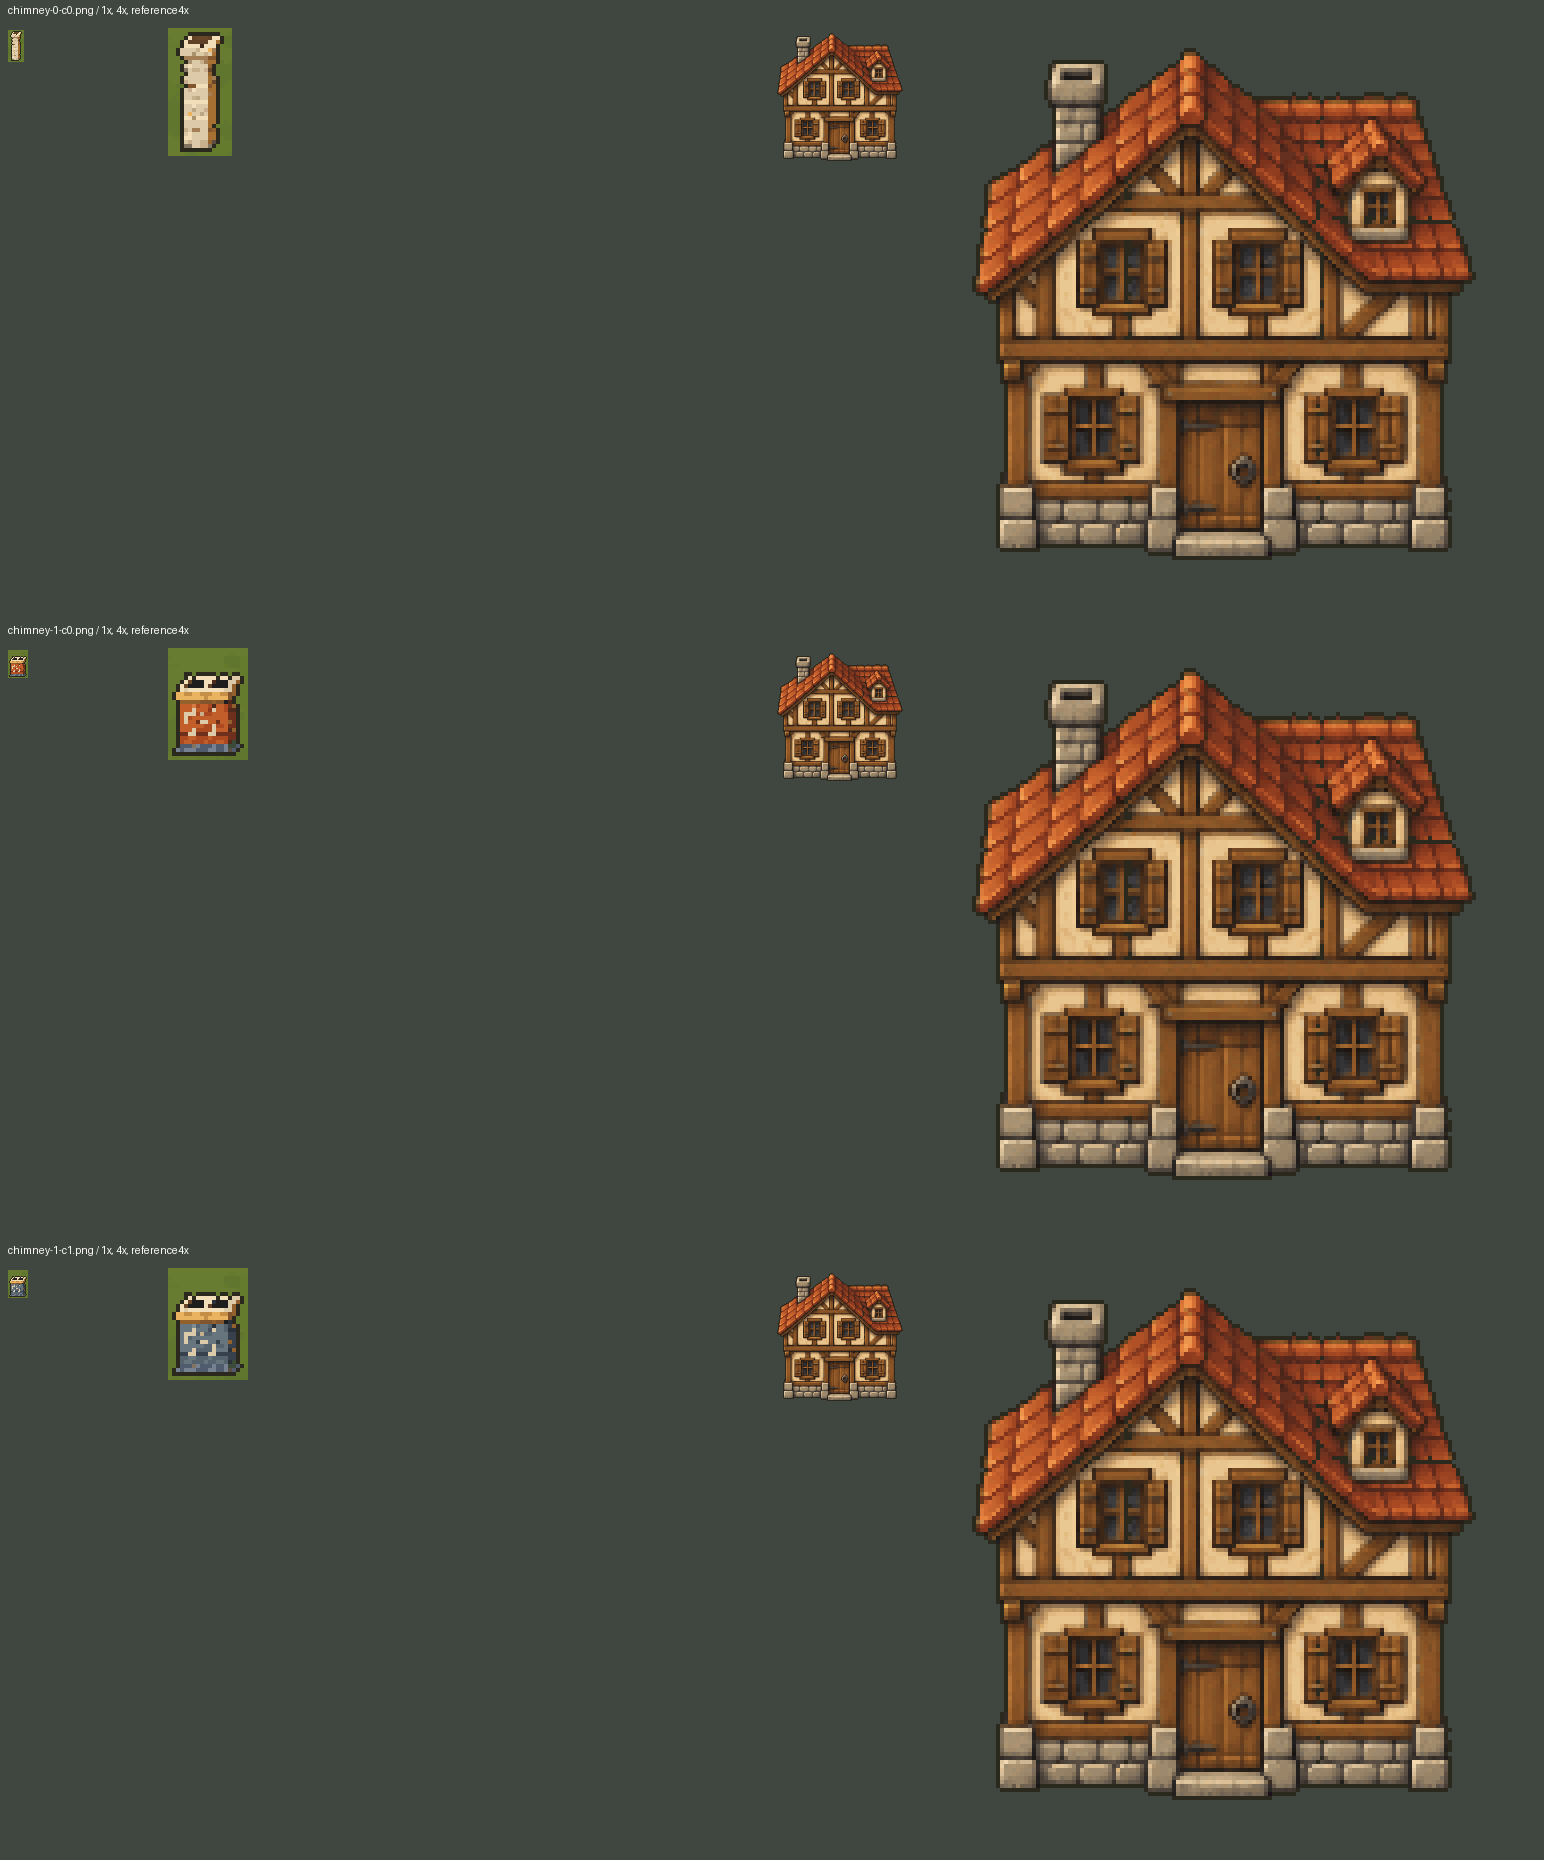 chimney-0-c0.png / 1x, 4x, reference4x
chimney-1-c0.png / 1x, 4x, reference4x
chimney-1-c1.png / 1x, 4x, reference4x